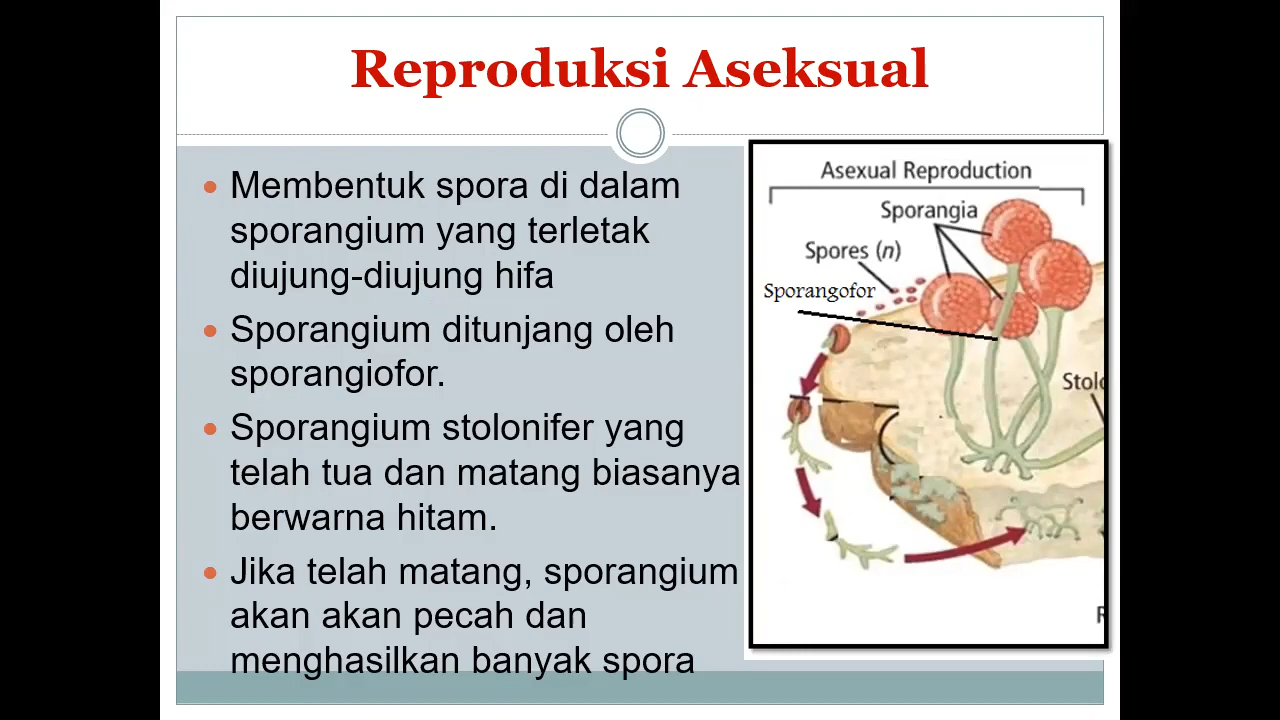 Reproduksi Aseksual
Membentuk spora di dalam
sporangium yang terletak
diujung-diujung hifa
Sporangium ditunjang oleh
sporangiofor.
Sporangium stolonifer yang
telah tua dan matang biasanya
berwarna hitam.
Jika telah matang, sporangium
akan akan pecah dan
menghasilkan banyak spora
Asexual Reproduction
Sporangia
Spores (n)
Sporangofor